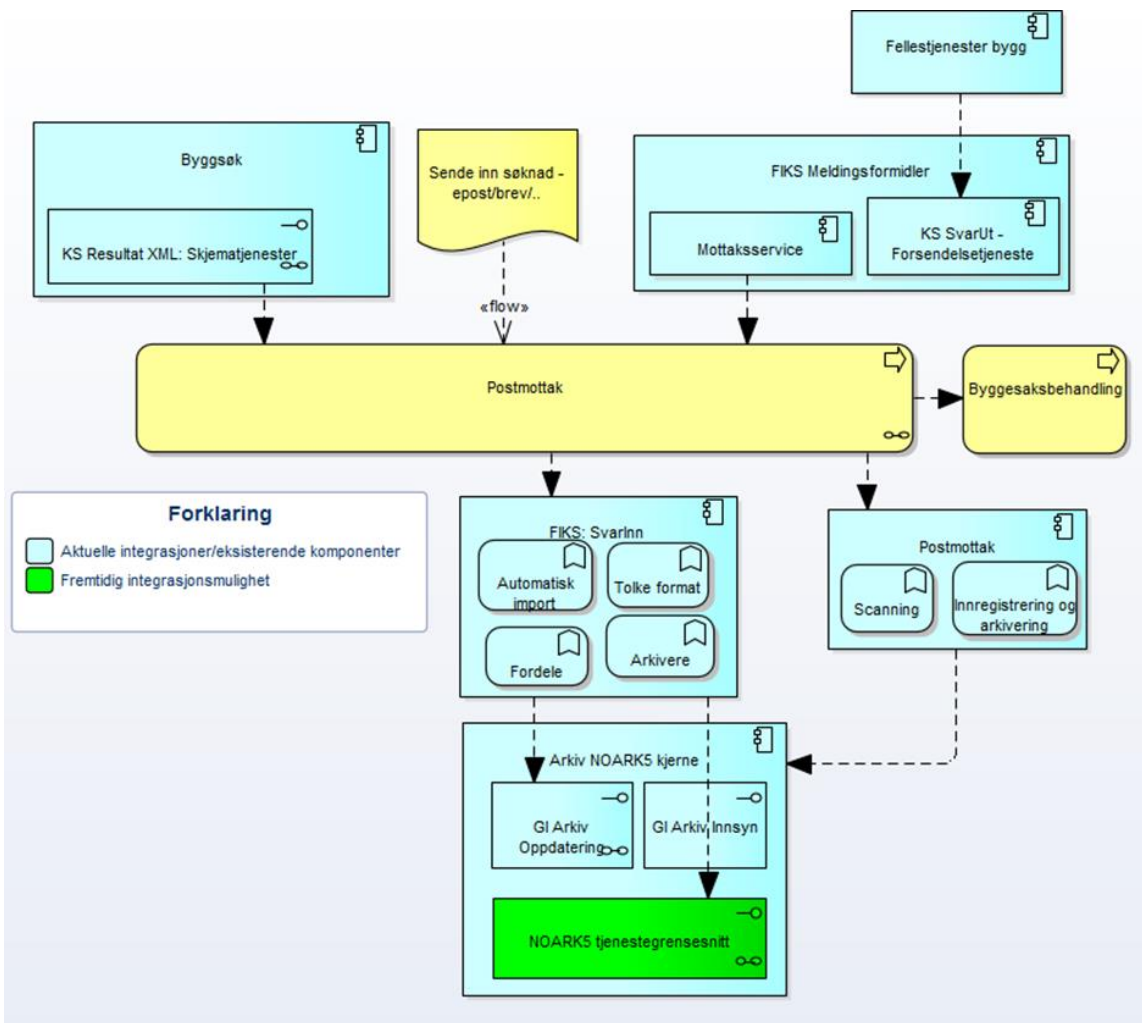 Fellestjenester bygg
Byggsøk
KS Resultat XML: Skjematjenester
Sende inn søknad -
epost/brev/..
FIKS Meldingsformidler
Mottaksservice
KS SvarUt -
Forsendelsetjeneste
«flow»
Postmottak
Byggesaksbehandling
Forklaring
Aktuelle integrasjoner/eksisterende komponenter
Fremtidig integrasjonsmulighet
FIKS: SvarInn
Automatisk
import
Tolke format
Fordele
Arkivere
Postmottak
Scanning
Innregistrering og
arkivering
Arkiv NOARK5 kjerne
GI Arkiv
Oppdatering
GI Arkiv Innsyn
NOARK5 tjenestegrensesnitt